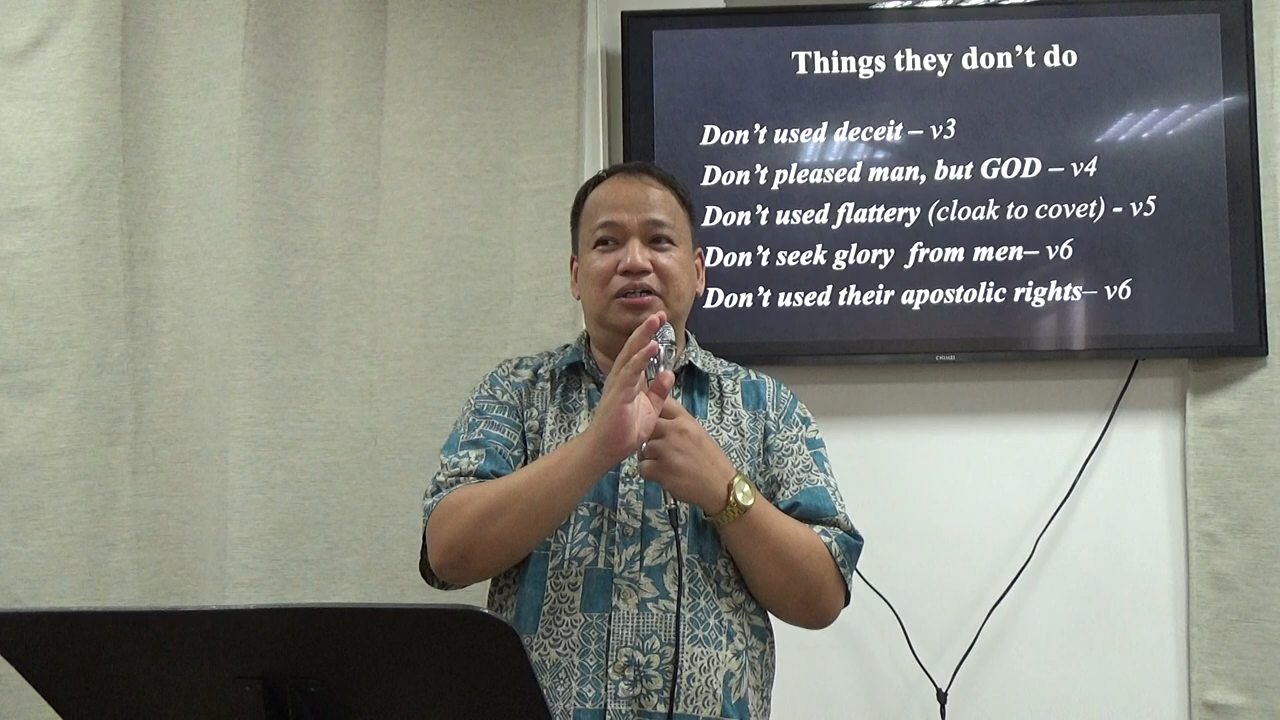 Things they don't do
Don't used deceit – v3
Don't pleased man, but GOD – v4
Don't used flattery (cloak to covet) - v5
Don't seek glory from men– v6
Don't used their apostolic rights– v6